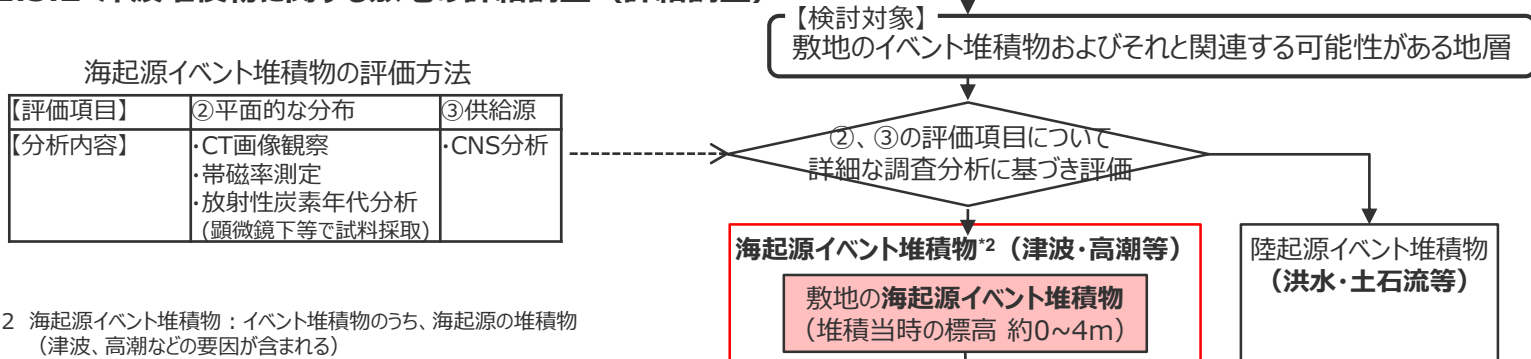 【検討対象】
敷地のイベント堆積物およびそれと関連する可能性がある地層
海起源イベント堆積物の評価方法
【評価項目】 ②平面的な分布 ③供給源
【分析内容】 ・CT画像観察 ・CNS分析
・帯磁率測定
・放射性炭素年代分析
(顕微鏡下等で試料採取)
②、③の評価項目について
詳細な調査分析に基づき評価
海起源イベント堆積物*2（津波・高潮等）
敷地の海起源イベント堆積物
（堆積当時の標高 約0~4m）
陸起源イベント堆積物
（洪水・土石流等）
2 海起源イベント堆積物：イベント堆積物のうち、海起源の堆積物
（津波、高潮などの要因が含まれる）